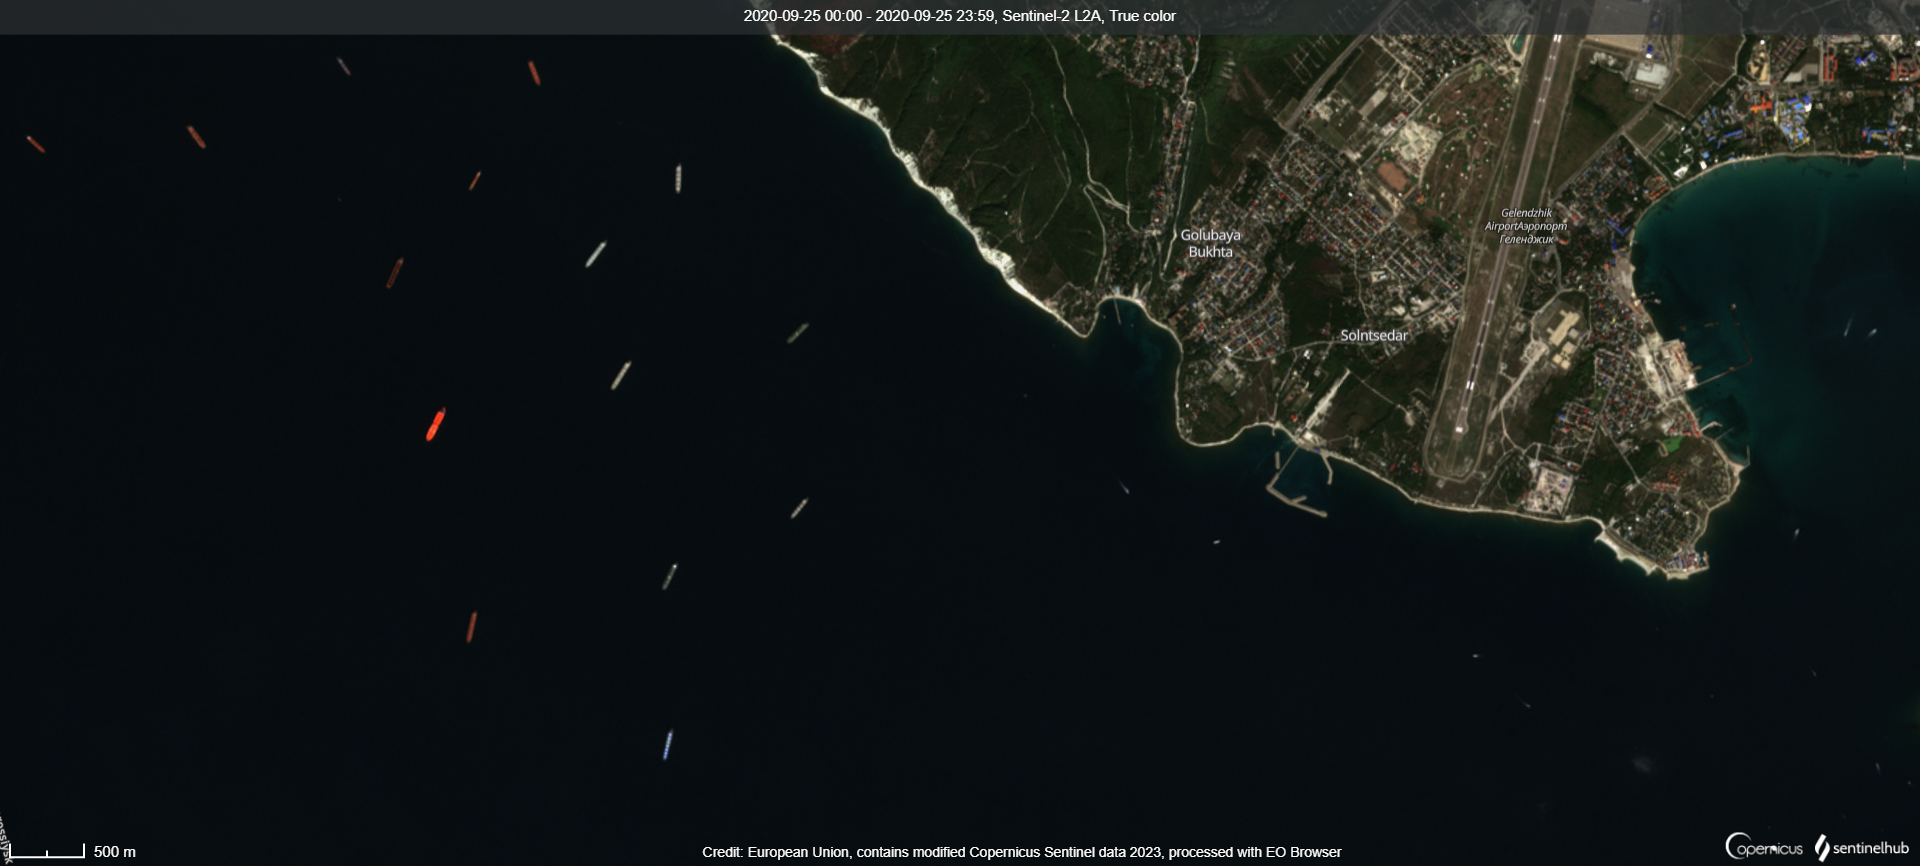 2020-09-25 00:00 - 2020-09-25 23:59, Sentinel-2 L2A, True color
Gelendzhik
AirportАэропорт
Геленджик
Golubaya
Bukhta
Solntsedar
500 m
Credit: European Union, contains modified Copernicus Sentinel data 2023, processed with EO Browser
opernicus
sentinelhub